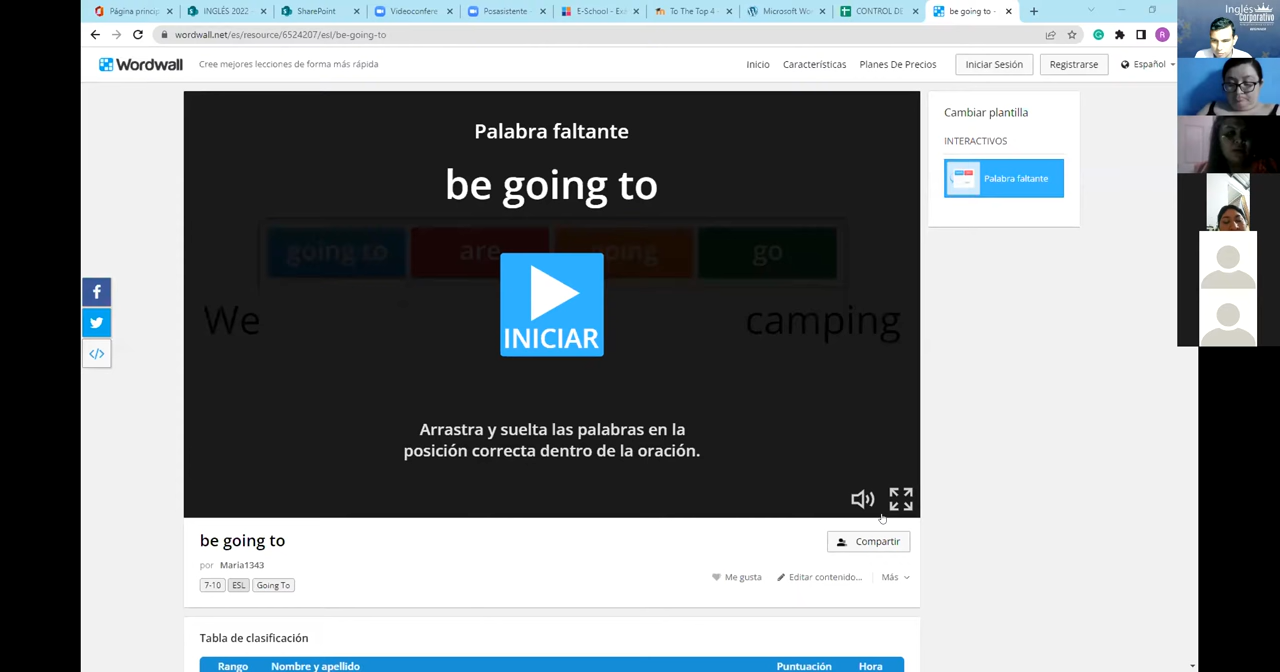 Página princip
INGLÉS 2022
SharePoint
Videoconfere
Posasistente
E-School - Exi
To The Top 4
Microsoft Wo
CONTROL DE
be going to -
wordwall.net/es/resource/6524207/esl/be-going-to
R
Inglés
Corporativo
Wordwall
Cree mejores lecciones de forma más rápida
Inicio
Características
Planes De Precios
Iniciar Sesión
Registrarse
Español
Palabra faltante
be going to
going to
are
going
go
We
camping
INICIAR
Arrastra y suelta las palabras en la
posición correcta dentro de la oración.
Cambiar plantilla
INTERACTIVOS
Palabra faltante
be going to
Compartir
por Maria1343
7-10
ESL
Going To
Me gusta
Editar contenido...
Más
Tabla de clasificación
Rango
Nombre y apellido
Puntuación
Hora